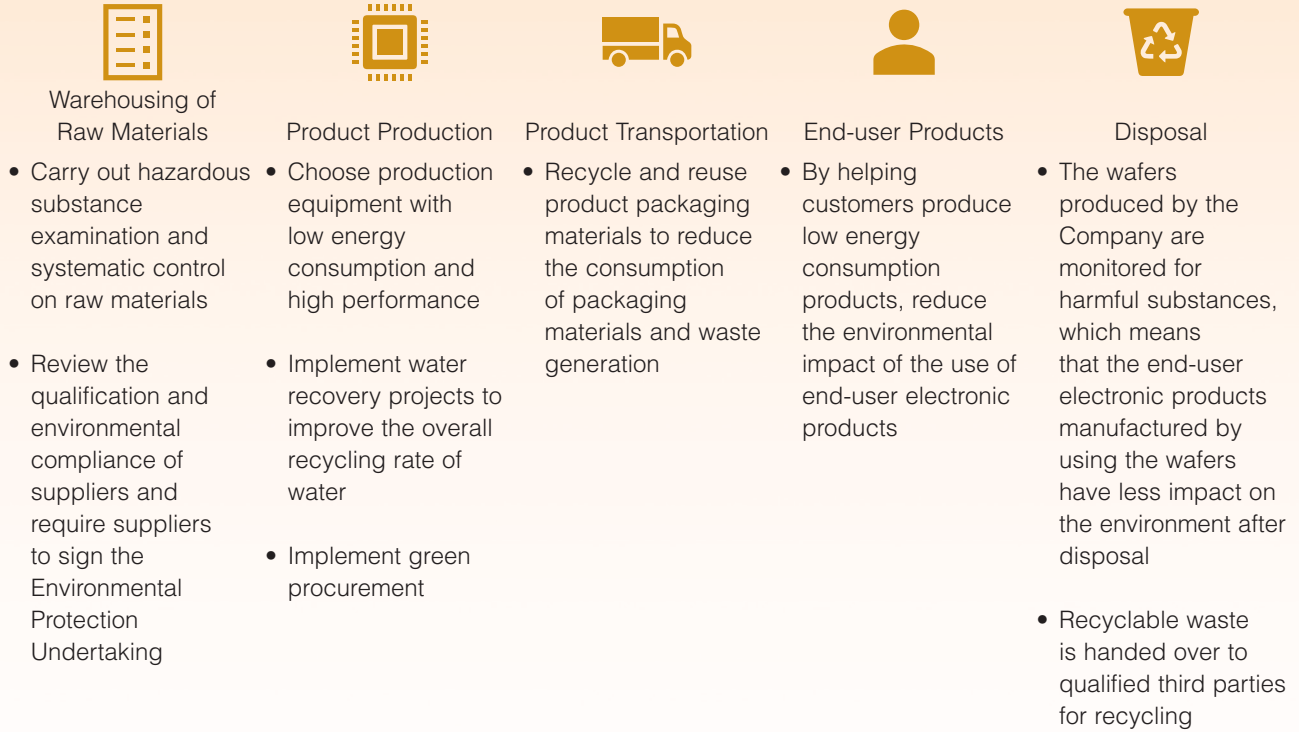 Warehousing of
Raw Materials
• Carry out hazardous
substance
examination and
systematic control
on raw materials
• Review the
qualification and
environmental
compliance of
suppliers and
require suppliers
to sign the
Environmental
Protection
Undertaking
Product Production
• Choose production
equipment with
low energy
consumption and
high performance
• Implement water
recovery projects to
improve the overall
recycling rate of
water
• Implement green
procurement
Product Transportation
• Recycle and reuse
product packaging
materials to reduce
the consumption
of packaging
materials and waste
generation
End-user Products
• By helping
customers produce
low energy
consumption
products, reduce
the environmental
impact of the use of
end-user electronic
products
Disposal
• The wafers
produced by the
Company are
monitored for
harmful substances,
which means
that the end-user
electronic products
manufactured by
using the wafers
have less impact on
the environment after
disposal
• Recyclable waste
is handed over to
qualified third parties
for recycling